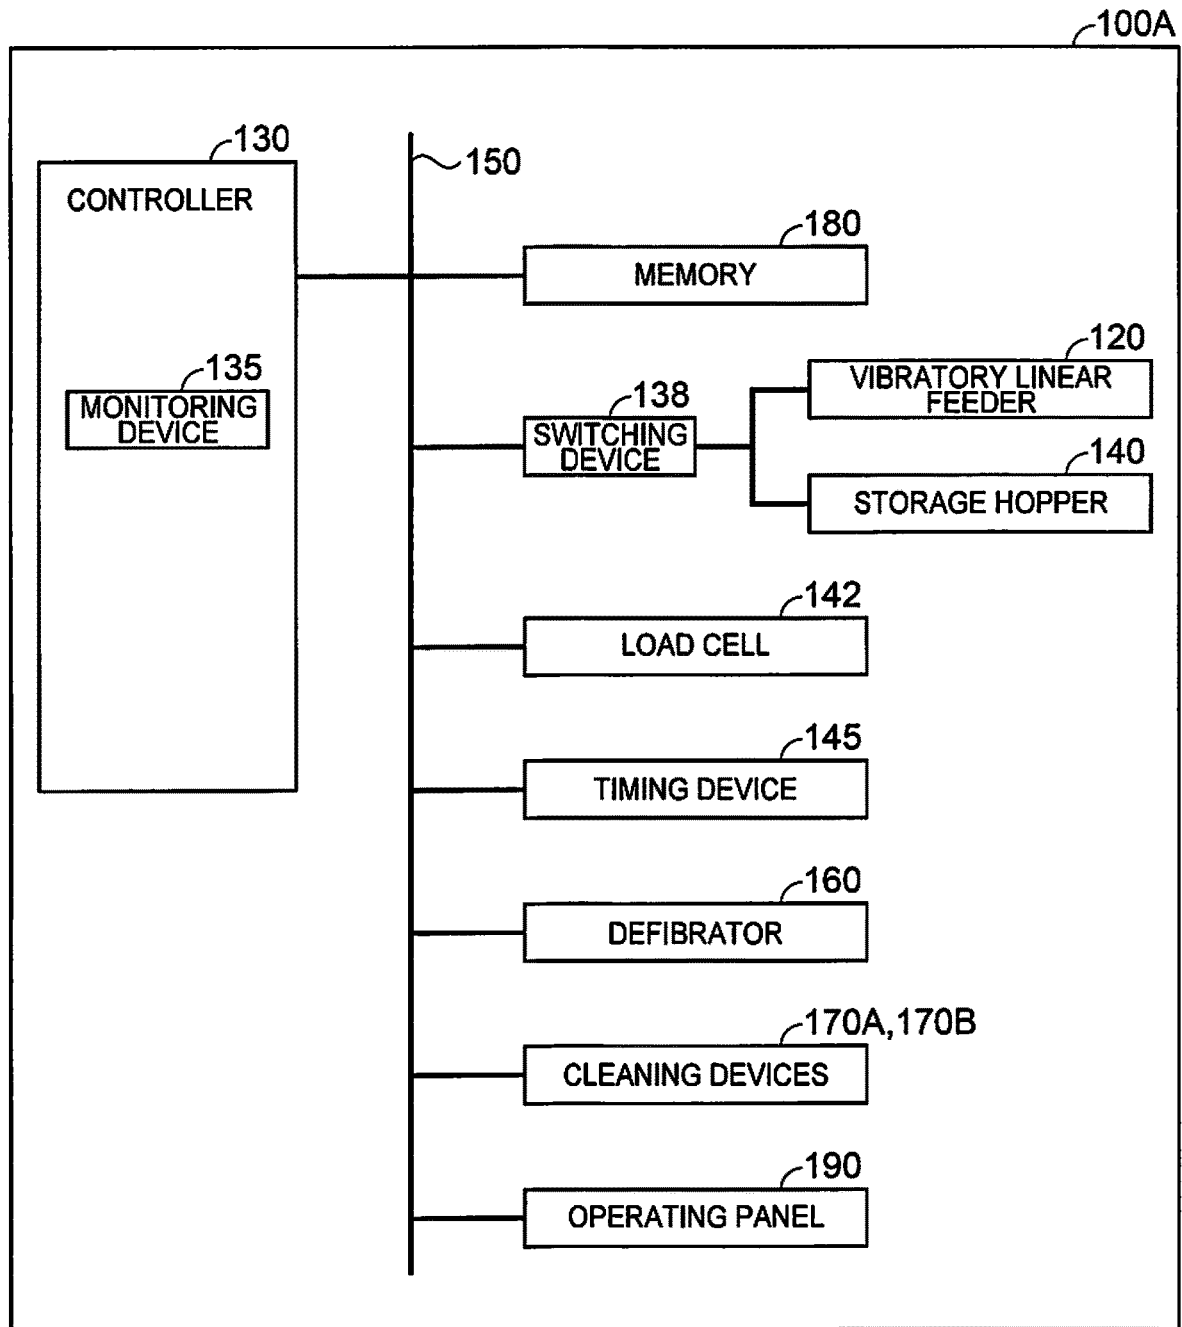 100A
130
CONTROLLER
150
180
MEMORY
120
VIBRATORY LINEAR
FEEDER
135
MONITORING
DEVICE
138
SWITCHING
DEVICE
140
STORAGE HOPPER
142
LOAD CELL
145
TIMING DEVICE
160
DEFIBRATOR
170A,170B
CLEANING DEVICES
190
OPERATING PANEL